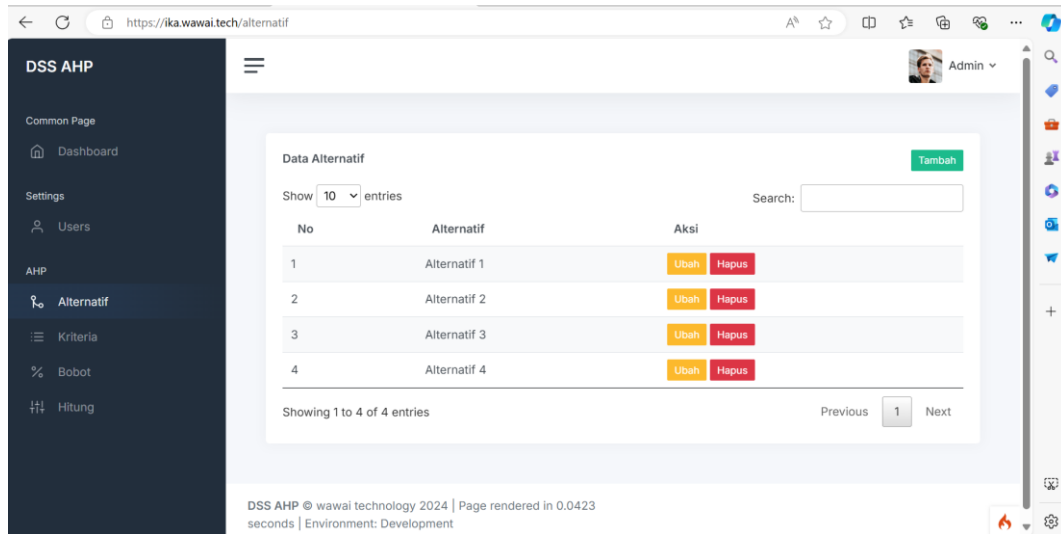 https://ika.wawai.tech/alternatif
DSS AHP
Admin
Common Page
Dashboard
Settings
Users
AHP
Alternatif
Kriteria
Bobot
Hitung
Data Alternatif
Tambah
Show 10 entries
Search:
No Alternatif Aksi
1 Alternatif 1 Ubah Hapus
2 Alternatif 2 Ubah Hapus
3 Alternatif 3 Ubah Hapus
4 Alternatif 4 Ubah Hapus
Showing 1 to 4 of 4 entries
Previous 1 Next
DSS AHP © wawai technology 2024 | Page rendered in 0.0423
seconds | Environment: Development